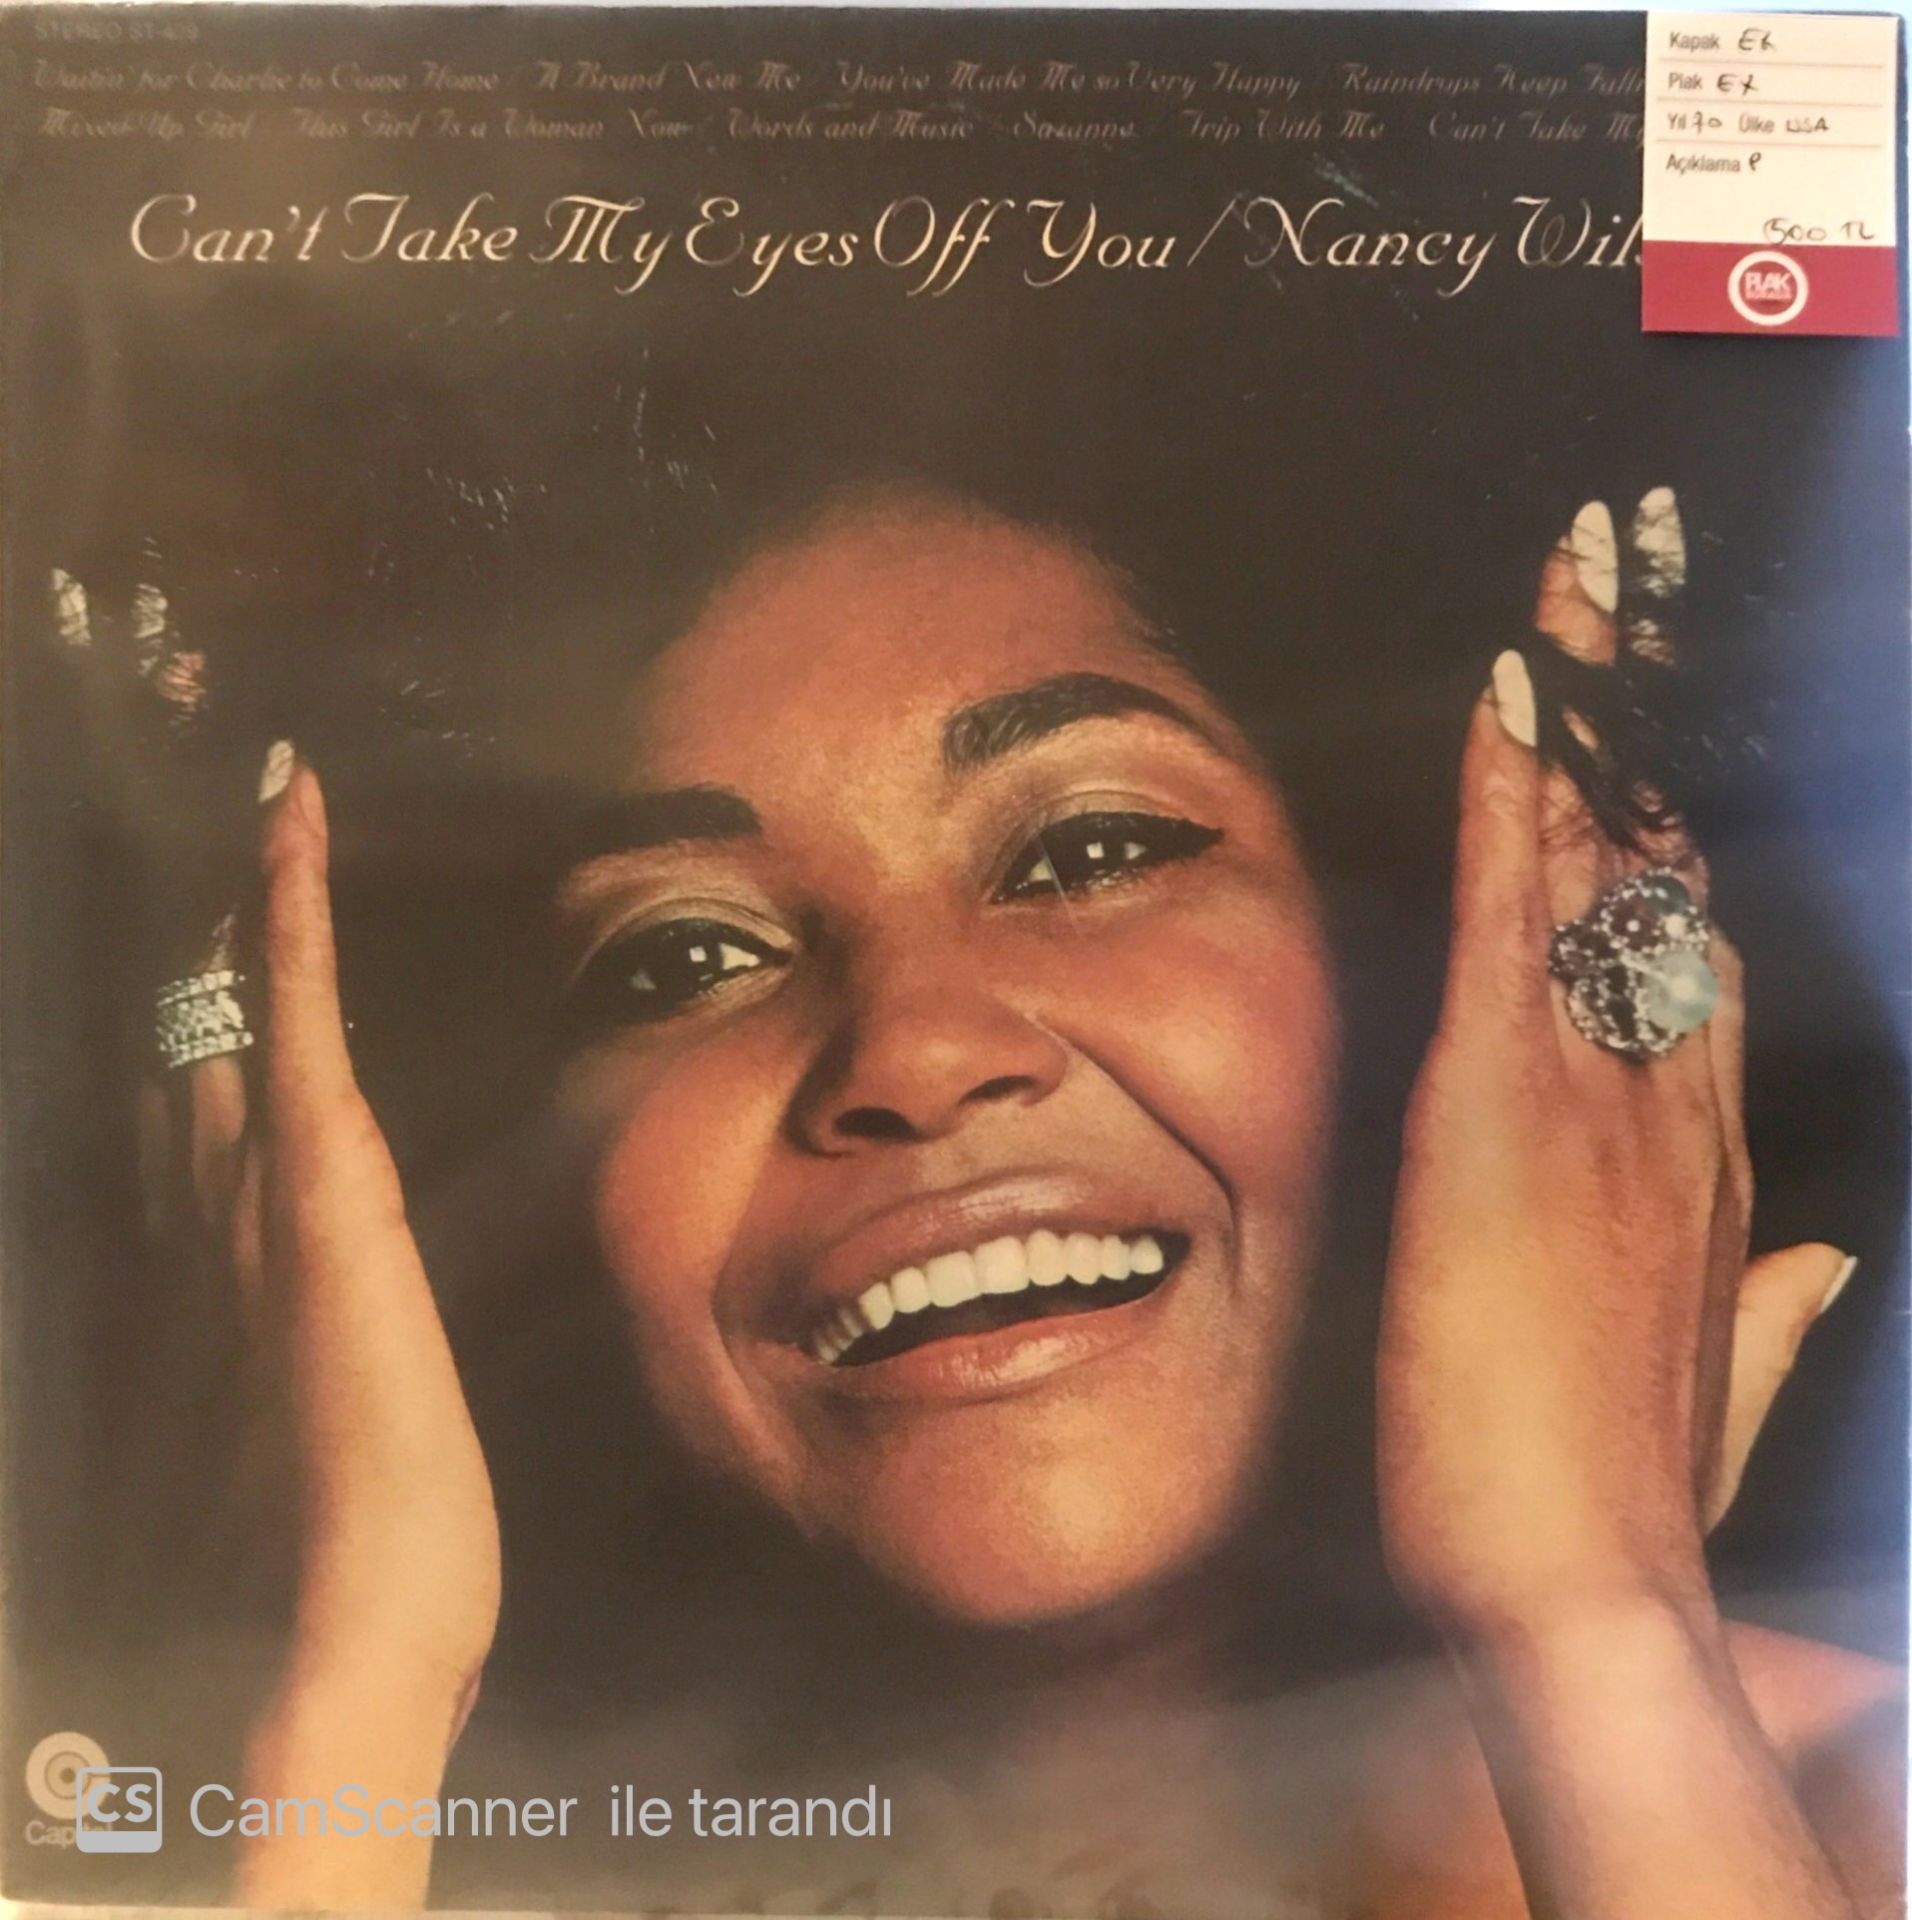 STEREO ST-429
Waitin' for Charlie to Come Home / A Brand New Me / You've Made Me so Very Happy / Raindrops Keep Fallin
Mixed-Up Girl / This Girl Is a Woman Now / Words and Music / Suzanne / Trip With Me / Can't Take My
Can't Take My Eyes Off You / Nancy Wils
Kapak EX
Plak EX
Yıl 70 Ülke USA
Açıklama P
500 TL
PLAK
Capitol
CS CamScanner ile tarandı